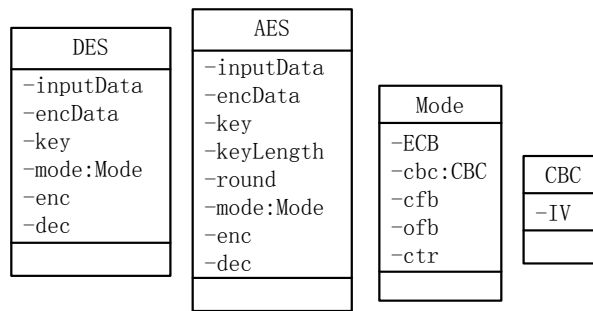 DES
-inputData
-encData
-key
-mode:Mode
-enc
-dec
AES
-inputData
-encData
-key
-keyLength
-round
-mode:Mode
-enc
-dec
Mode
-ECB
-cbc:CBC
-cfb
-ofb
-ctr
CBC
-IV